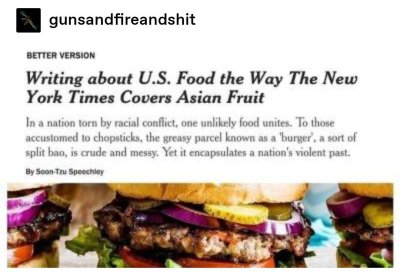 gunsandfireandshit
BETTER VERSION
Writing about U.S. Food the Way The New
York Times Covers Asian Fruit
In a nation torn by racial conflict, one unlikely food unites. To those
accustomed to chopsticks, the greasy parcel known as a 'burger', a sort of
split bao, is crude and messy. Yet it encapsulates a nation's violent past.
By Soon-Tzu Speechley